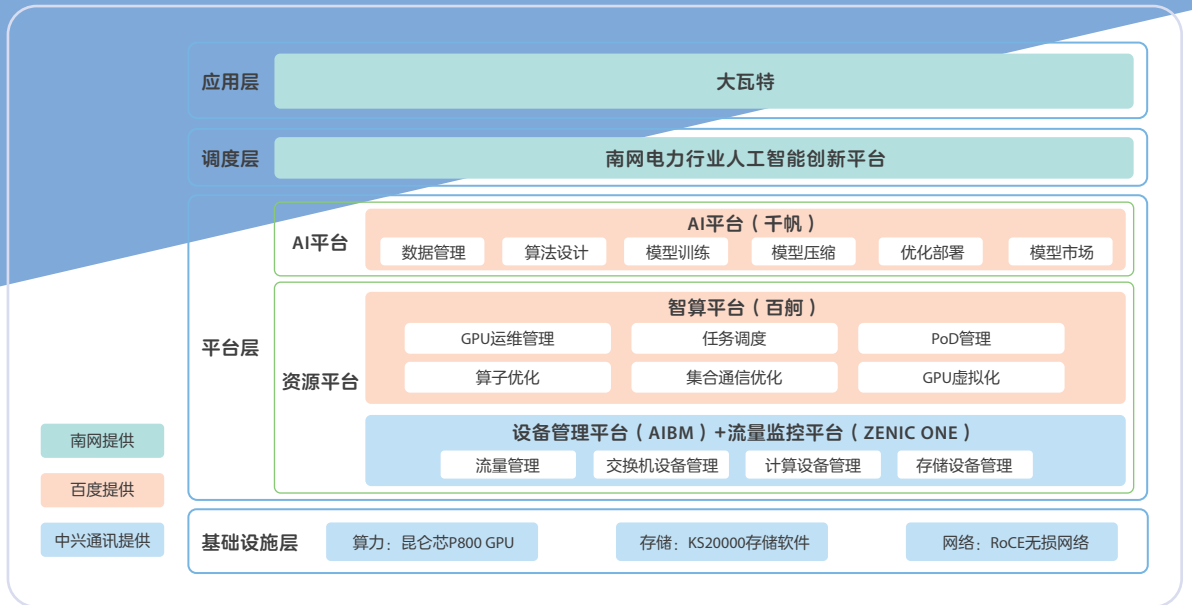 应用层
大瓦特
调度层
南网电力行业人工智能创新平台
平台层
AI平台
AI平台（千帆）
数据管理
算法设计
模型训练
模型压缩
优化部署
模型市场
资源平台
智算平台（百舸）
GPU运维管理
任务调度
PoD管理
算子优化
集合通信优化
GPU虚拟化
设备管理平台（AIBM）+流量监控平台（ZENIC ONE）
流量管理
交换机设备管理
计算设备管理
存储设备管理
基础设施层
算力：昆仑芯P800 GPU
存储：KS20000存储软件
网络：RoCE无损网络
南网提供
百度提供
中兴通讯提供